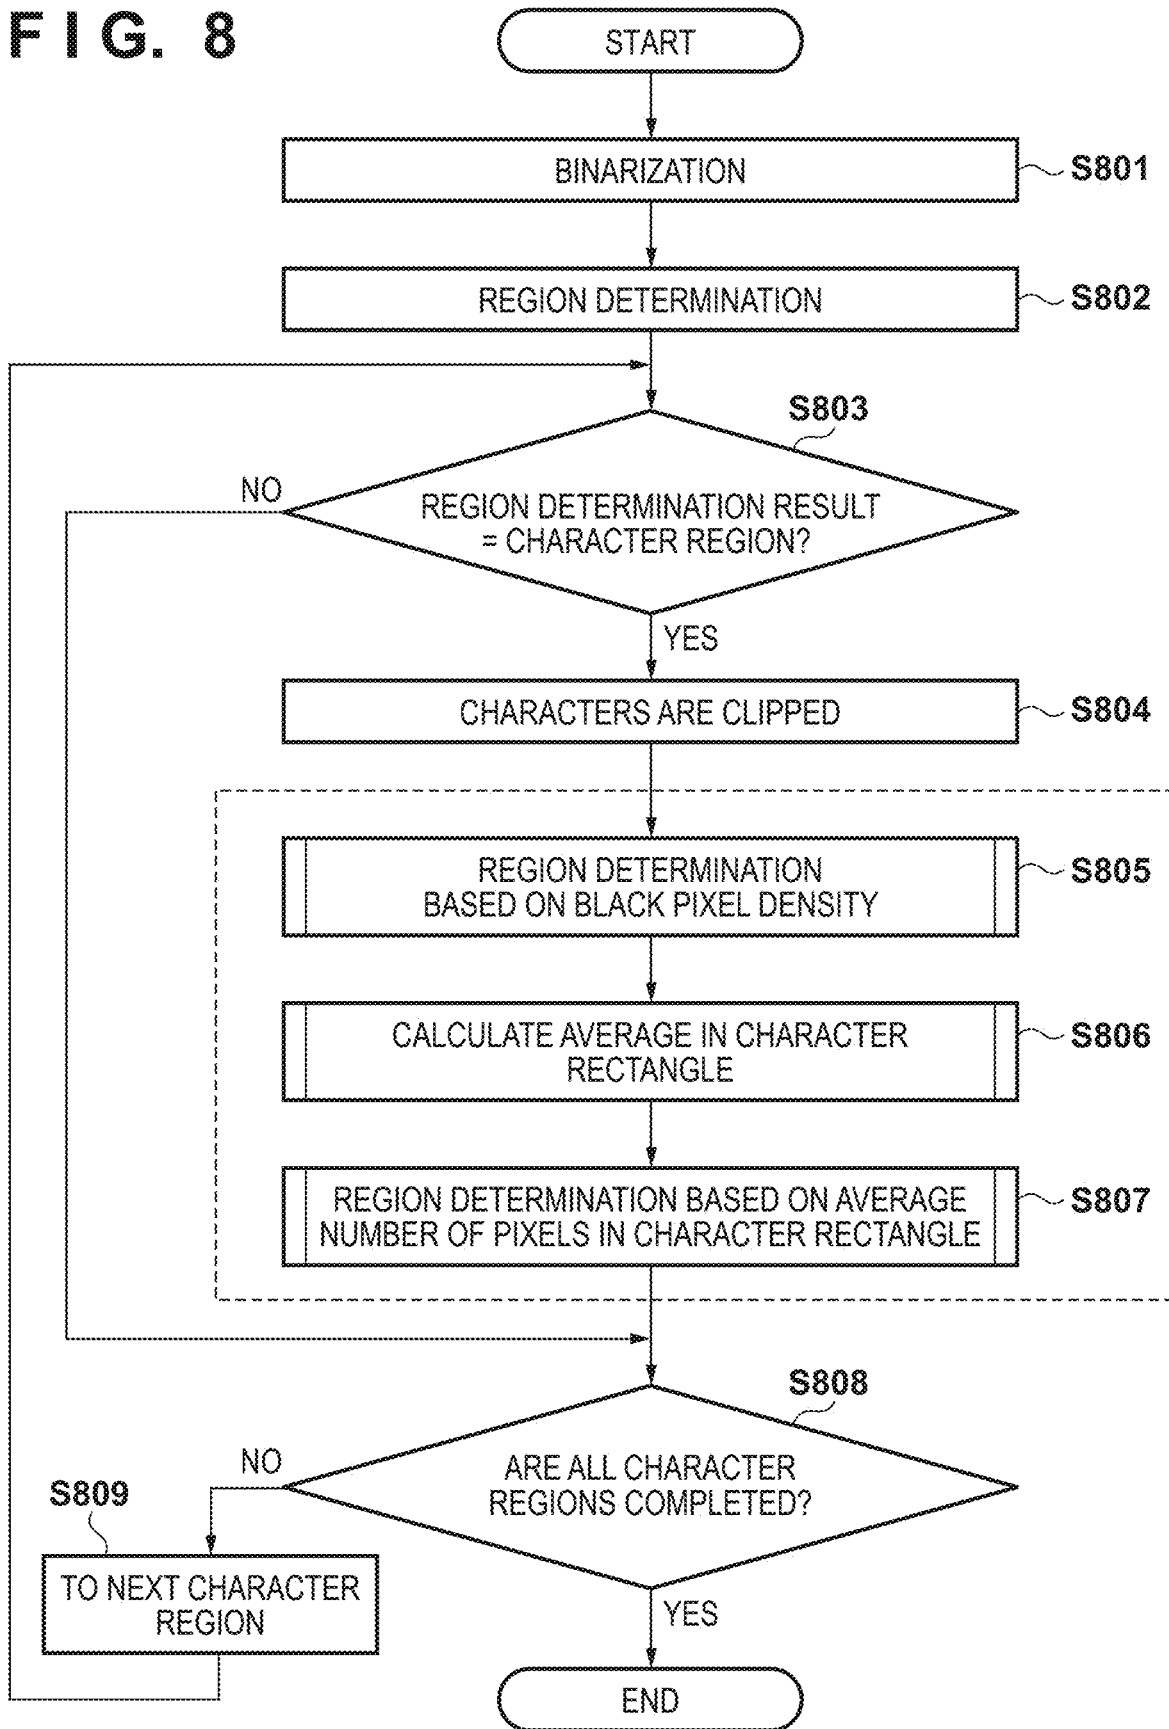 FIG. 8
START
BINARIZATION
S801
REGION DETERMINATION
S802
S803
NO
REGION DETERMINATION RESULT
= CHARACTER REGION?
YES
CHARACTERS ARE CLIPPED
S804
REGION DETERMINATION
BASED ON BLACK PIXEL DENSITY
S805
CALCULATE AVERAGE IN CHARACTER
RECTANGLE
S806
REGION DETERMINATION BASED ON AVERAGE
NUMBER OF PIXELS IN CHARACTER RECTANGLE
S807
S808
NO
ARE ALL CHARACTER
REGIONS COMPLETED?
S809
TO NEXT CHARACTER
REGION
YES
END